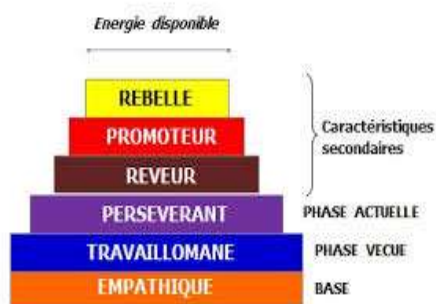 Energie disponible
REBELLE
PROMOTEUR
REVEUR
Caractéristiques
secondaires
PERSEVERANT
PHASE ACTUELLE
TRAVAILLOMANE
PHASE VECUE
EMPATHIQUE
BASE